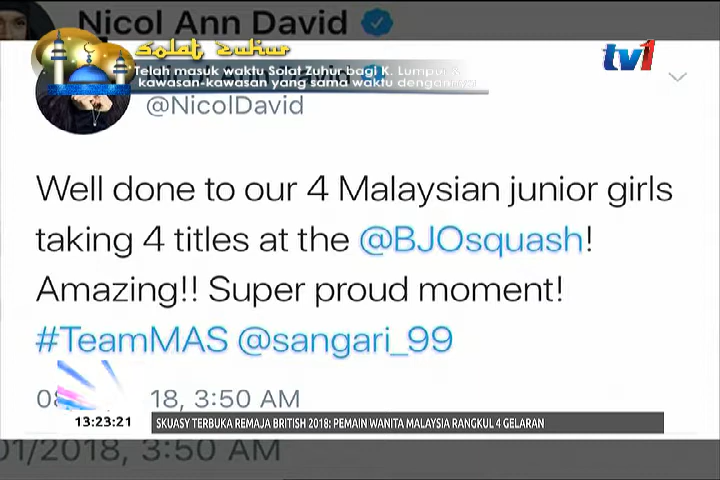 Nicol Ann David
Solat Zuhur
tv1
Telah masuk waktu Solat Zuhur bagi K. Lumpur &
kawasan-kawasan yang sama waktu dengannya
@NicolDavid
Well done to our 4 Malaysian junior girls
taking 4 titles at the @BJOsquash!
Amazing!! Super proud moment!
#TeamMAS @sangari_99
18, 3:50 AM
13:23:21
SKUASY TERBUKA REMAJA BRITISH 2018: PEMAIN WANITA MALAYSIA RANGKUL 4 GELARAN
01/2018, 3:50 AM